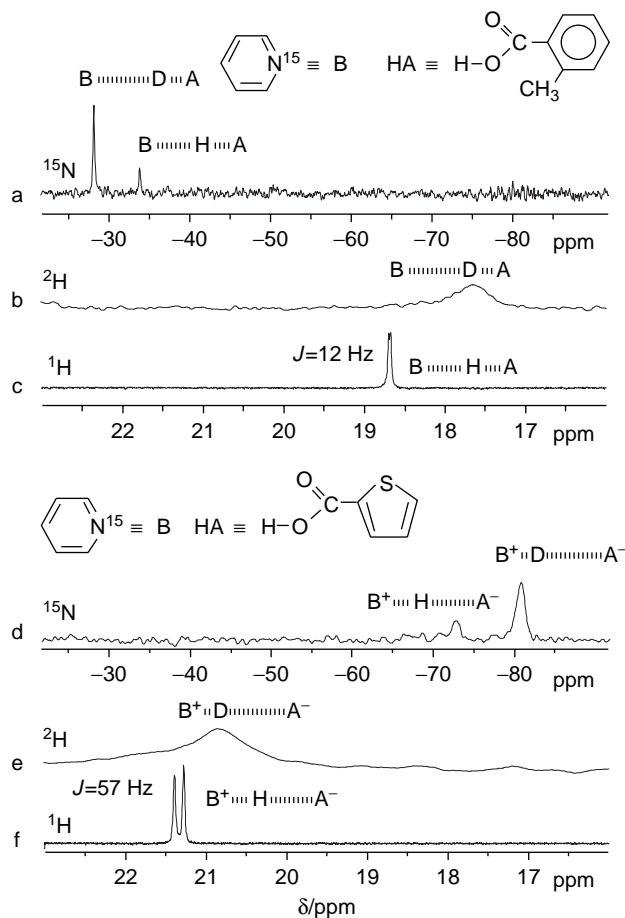 N¹⁵ ≡ B HA ≡ H–O C O CH₃
B D A
B H A
a ¹⁵N
−30 −40 −50 −60 −70 −80 ppm
b ²H B D A
c ¹H J=12 Hz B H A
22 21 20 19 18 17 ppm
N¹⁵ ≡ B HA ≡ H–O C O S
B⁺ D A⁻
B⁺ H A⁻
d ¹⁵N
−30 −40 −50 −60 −70 −80 ppm
B⁺ D A⁻
e ²H
J=57 Hz B⁺ H A⁻
f ¹H
22 21 20 19 18 17 ppm
δ/ppm